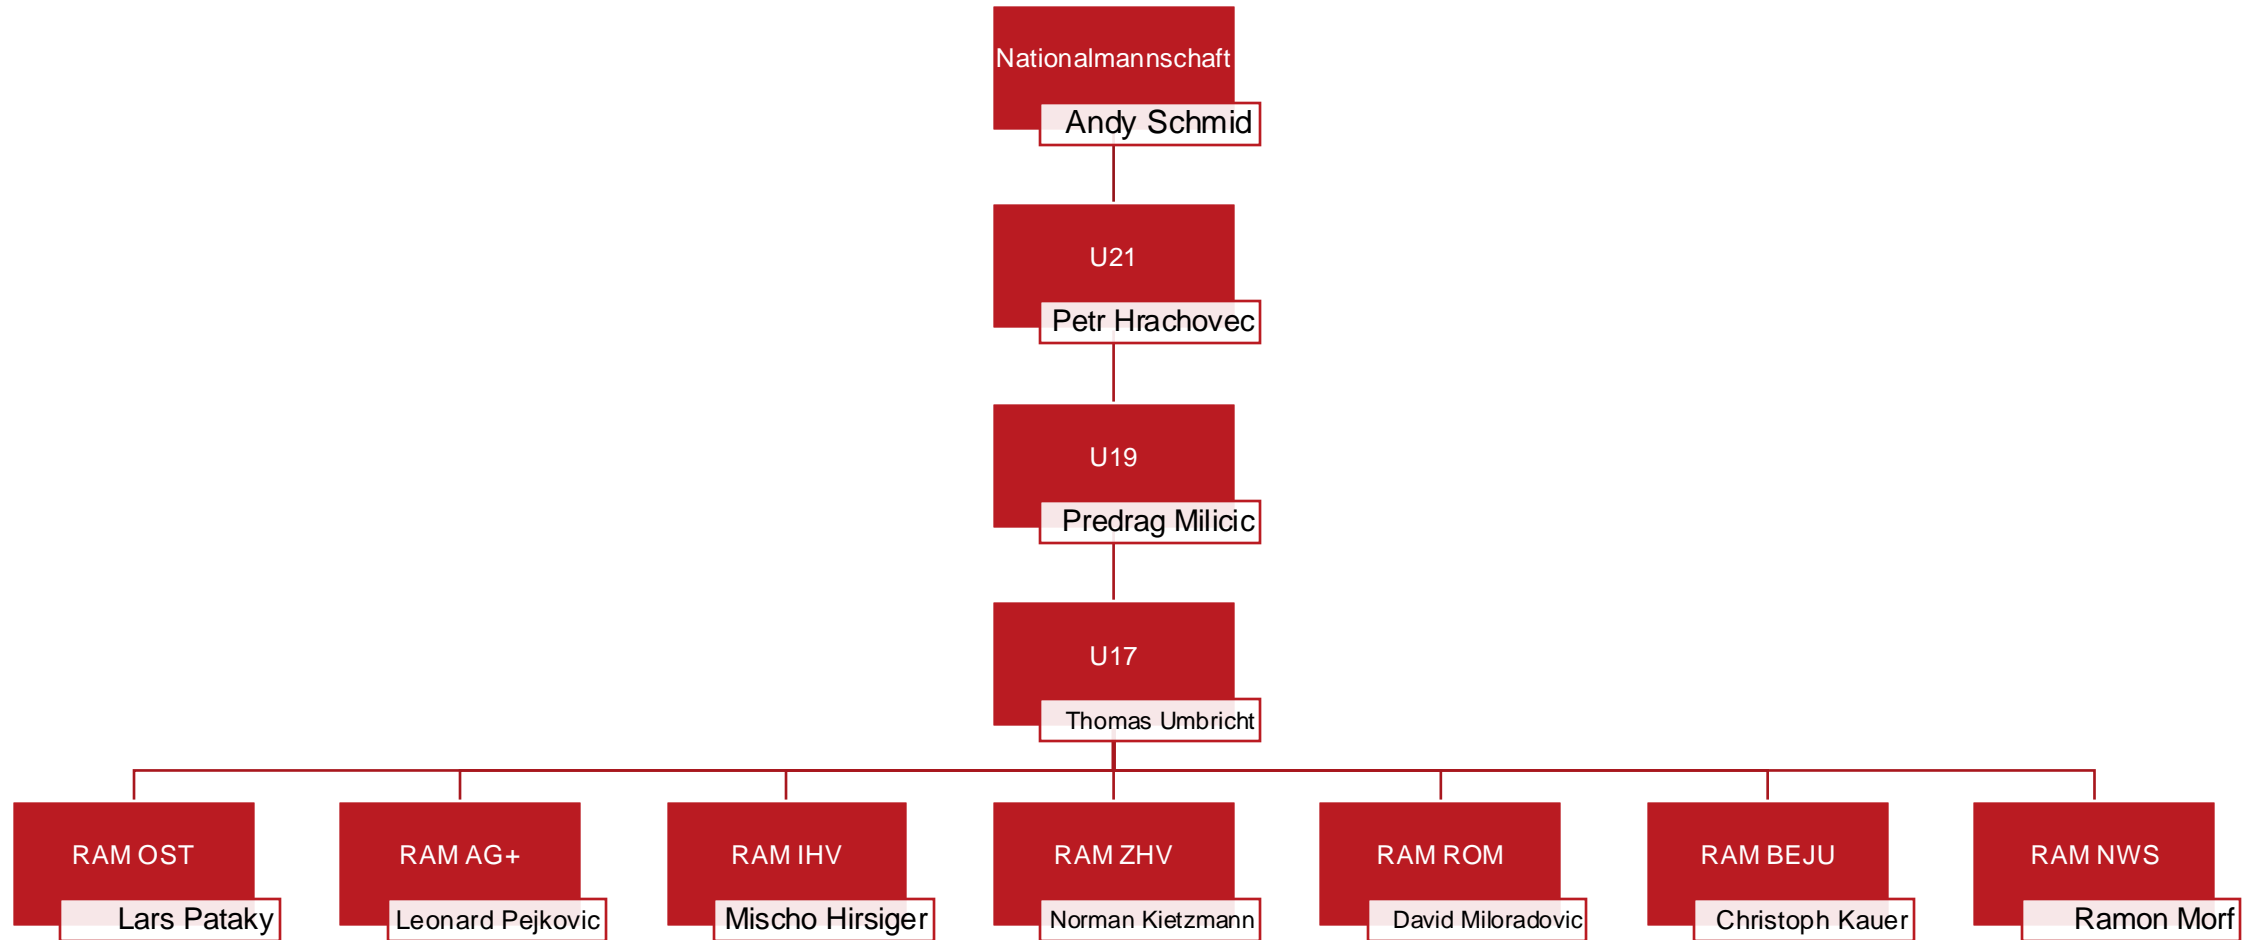 Nationalmannschaft
Andy Schmid
U21
Petr Hrachovec
U19
Predrag Milicic
U17
Thomas Umbricht
RAM OST
Lars Pataky
RAM AG+
Leonard Pejkovic
RAM IHV
Mischo Hirsiger
RAM ZHV
Norman Kietzmann
RAM ROM
David Miloradovic
RAM BEJU
Christoph Kauer
RAM NWS
Ramon Morf